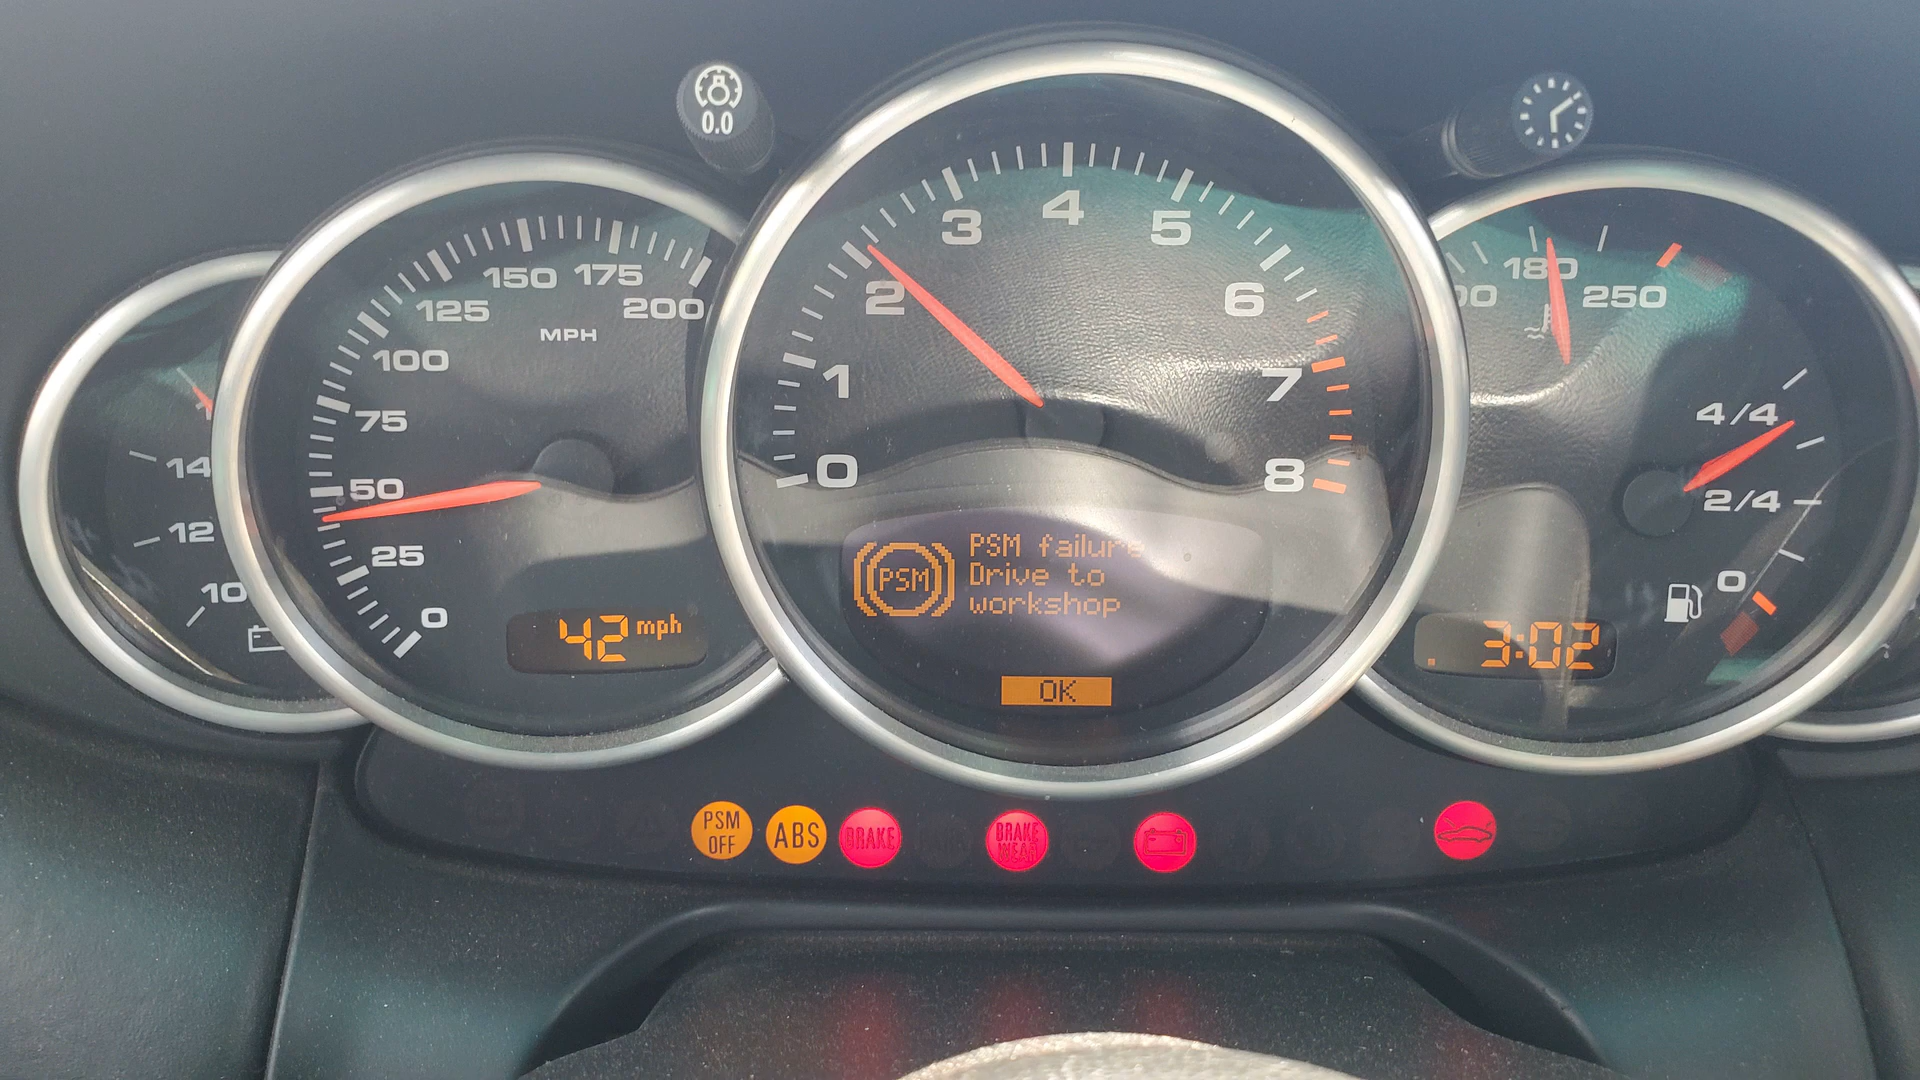 0.0
14
12
10
0
25
50
75
100
125
150
175
200
MPH
42 mph
0
1
2
3
4
5
6
7
8
PSM
PSM failure
Drive to
workshop
OK
180
250
4/4
2/4
0
3:02
PSM
OFF
ABS
BRAKE
BRAKE
WEAR